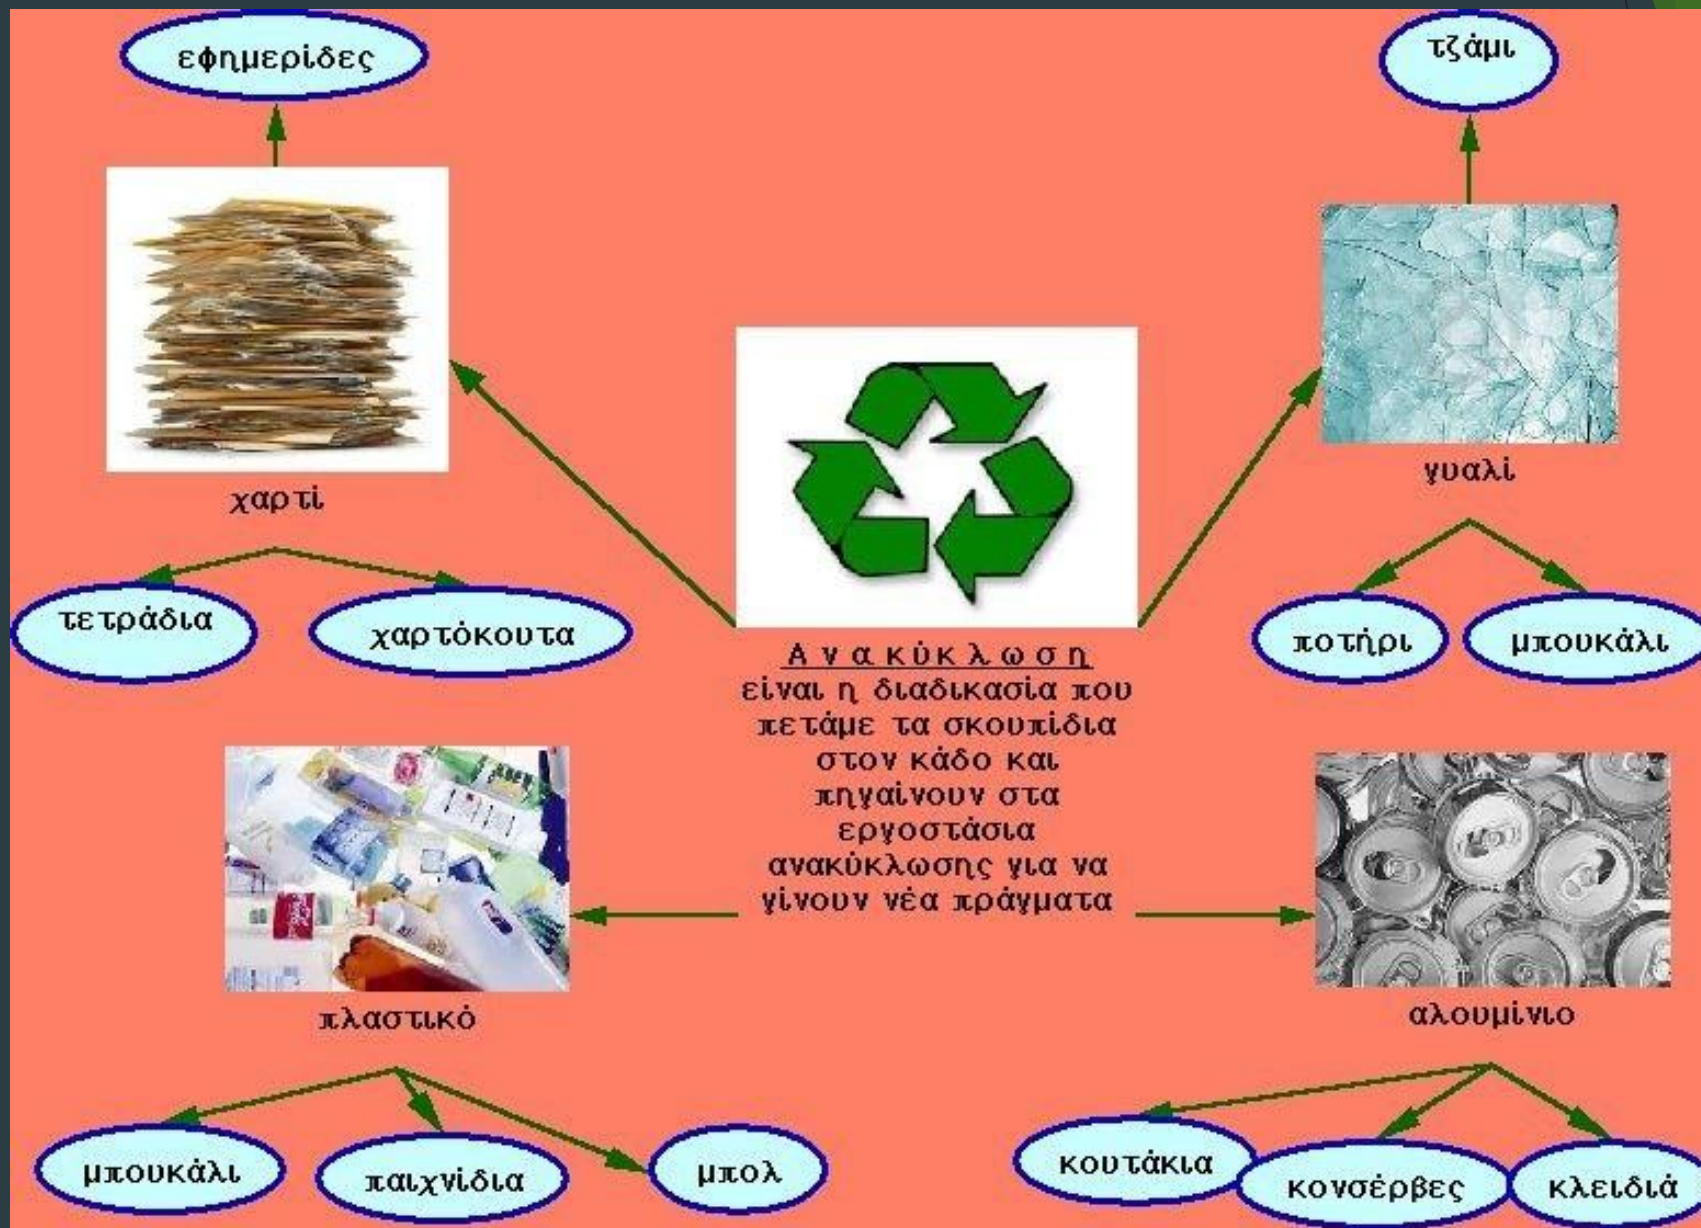 εφημερίδες
τζάμι
χαρτί
γυαλί
τετράδια
χαρτόκουτα
ποτήρι
μπουκάλι
Ανακύκλωση
είναι η διαδικασία που
πετάμε τα σκουπίδια
στον κάδο και
πηγαίνουν στα
εργοστάσια
ανακύκλωσης για να
γίνουν νέα πράγματα
πλαστικό
αλουμίνιο
μπουκάλι
παιχνίδια
μπολ
κουτάκια
κονσέρβες
κλειδιά